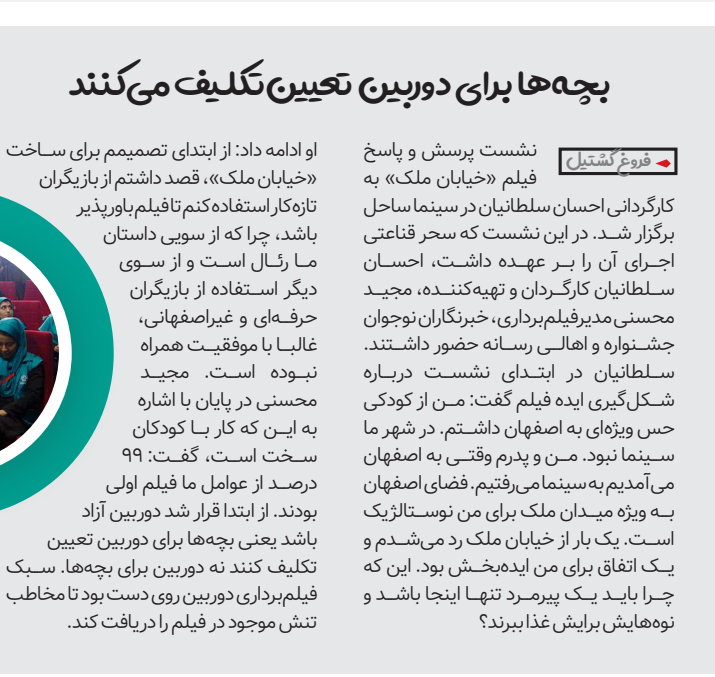 بچه‌ها برای دوربین تعیین تکلیف می‌کنند
فروغ گشتیل
نشست پرسش و پاسخ
فیلم «خیابان ملک» به
کارگردانی احسان سلطانیان در سینما ساحل
برگزار شد. در این نشست که سحر قناعتی
اجرای آن را بر عهده داشت، احسان
سلطانیان کارگردان و تهیه‌کننده، مجید
محسنی مدیر فیلم‌برداری، خبرنگاران نوجوان
جشنواره و اهالی رسانه حضور داشتند.
سلطانیان در ابتدای نشست درباره
شکل‌گیری ایده فیلم گفت: من از کودکی
حس ویژه‌ای به اصفهان داشتم. در شهر ما
سینما نبود. من و پدرم وقتی به اصفهان
می‌آمدیم به سینما می‌رفتیم. فضای اصفهان
به ویژه میدان ملک برای من نوستالژیک
است. یک بار از خیابان ملک رد می‌شدم و
یک اتفاق برای من ایده‌بخش بود. این که
چرا باید یک پیرمرد تنها اینجا باشد و
نوه‌هایش برایش غذا ببرند؟
او ادامه داد: از ابتدای تصمیمم برای ساخت
«خیابان ملک»، قصد داشتم از بازیگران
تازه‌کار استفاده کنم تا فیلم باورپذیر
باشد، چرا که از سویی داستان
ما رئال است و از سوی
دیگر استفاده از بازیگران
حرفه‌ای و غیراصفهانی،
غالبا با موفقیت همراه
نبوده است. مجید
محسنی در پایان با اشاره
به این که کار با کودکان
سخت است، گفت: ۹۹
درصد از عوامل ما فیلم اولی
بودند. از ابتدا قرار شد دوربین آزاد
باشد یعنی بچه‌ها برای دوربین تعیین
تکلیف کنند نه دوربین برای بچه‌ها. سبک
فیلم‌برداری دوربین روی دست بود تا مخاطب
تنش موجود در فیلم را دریافت کند.